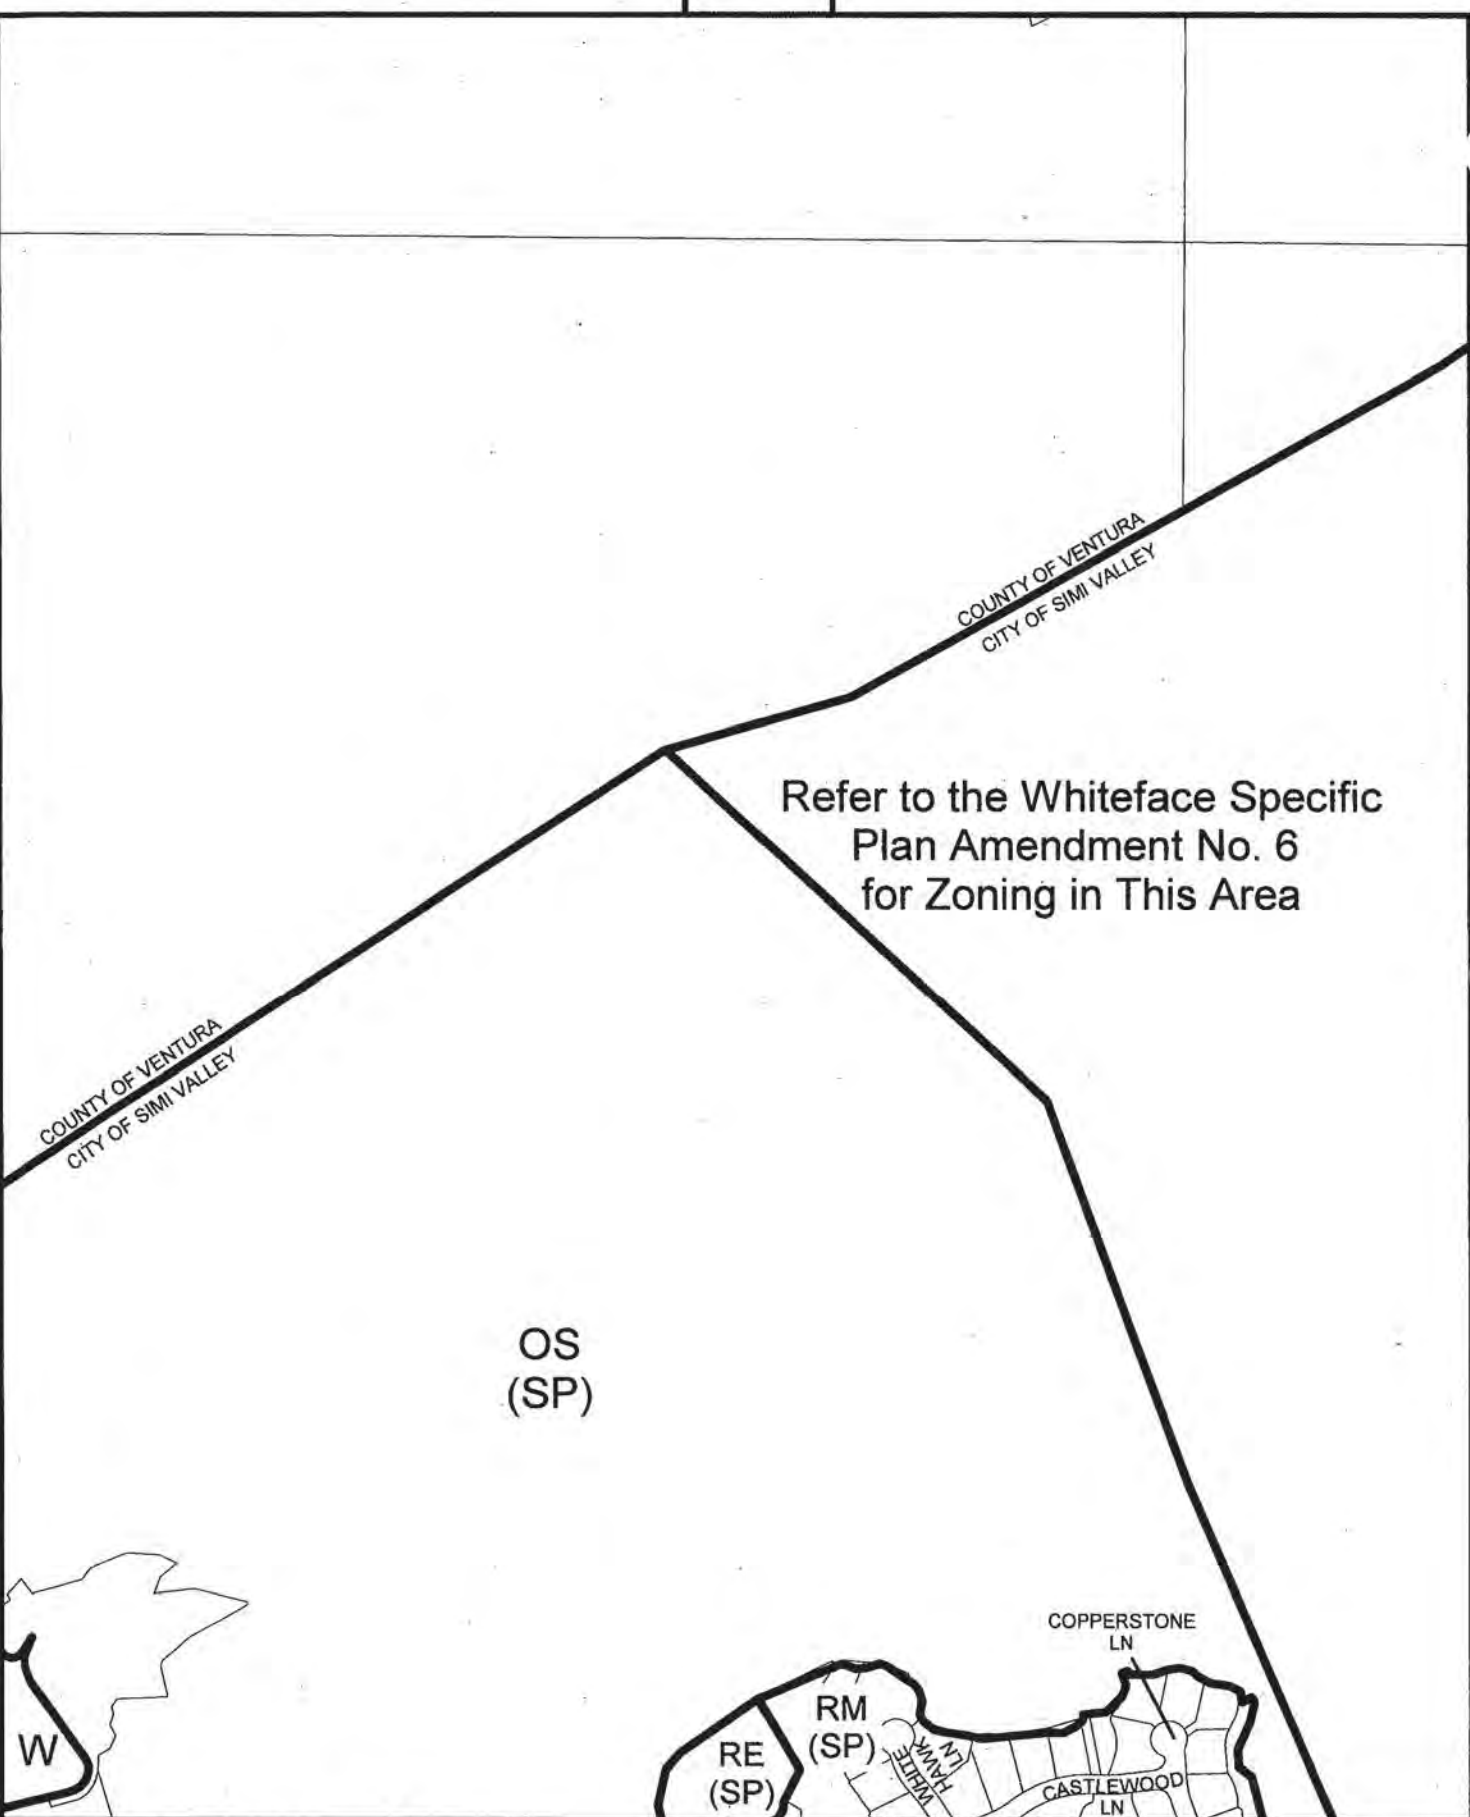 COUNTY OF VENTURA
CITY OF SIMI VALLEY
Refer to the Whiteface Specific
Plan Amendment No. 6
for Zoning in This Area
COUNTY OF VENTURA
CITY OF SIMI VALLEY
OS
(SP)
COPPERSTONE
LN
W
RE
(SP)
RM
(SP)
WHITE
HAWK
LN
CASTLEWOOD
LN